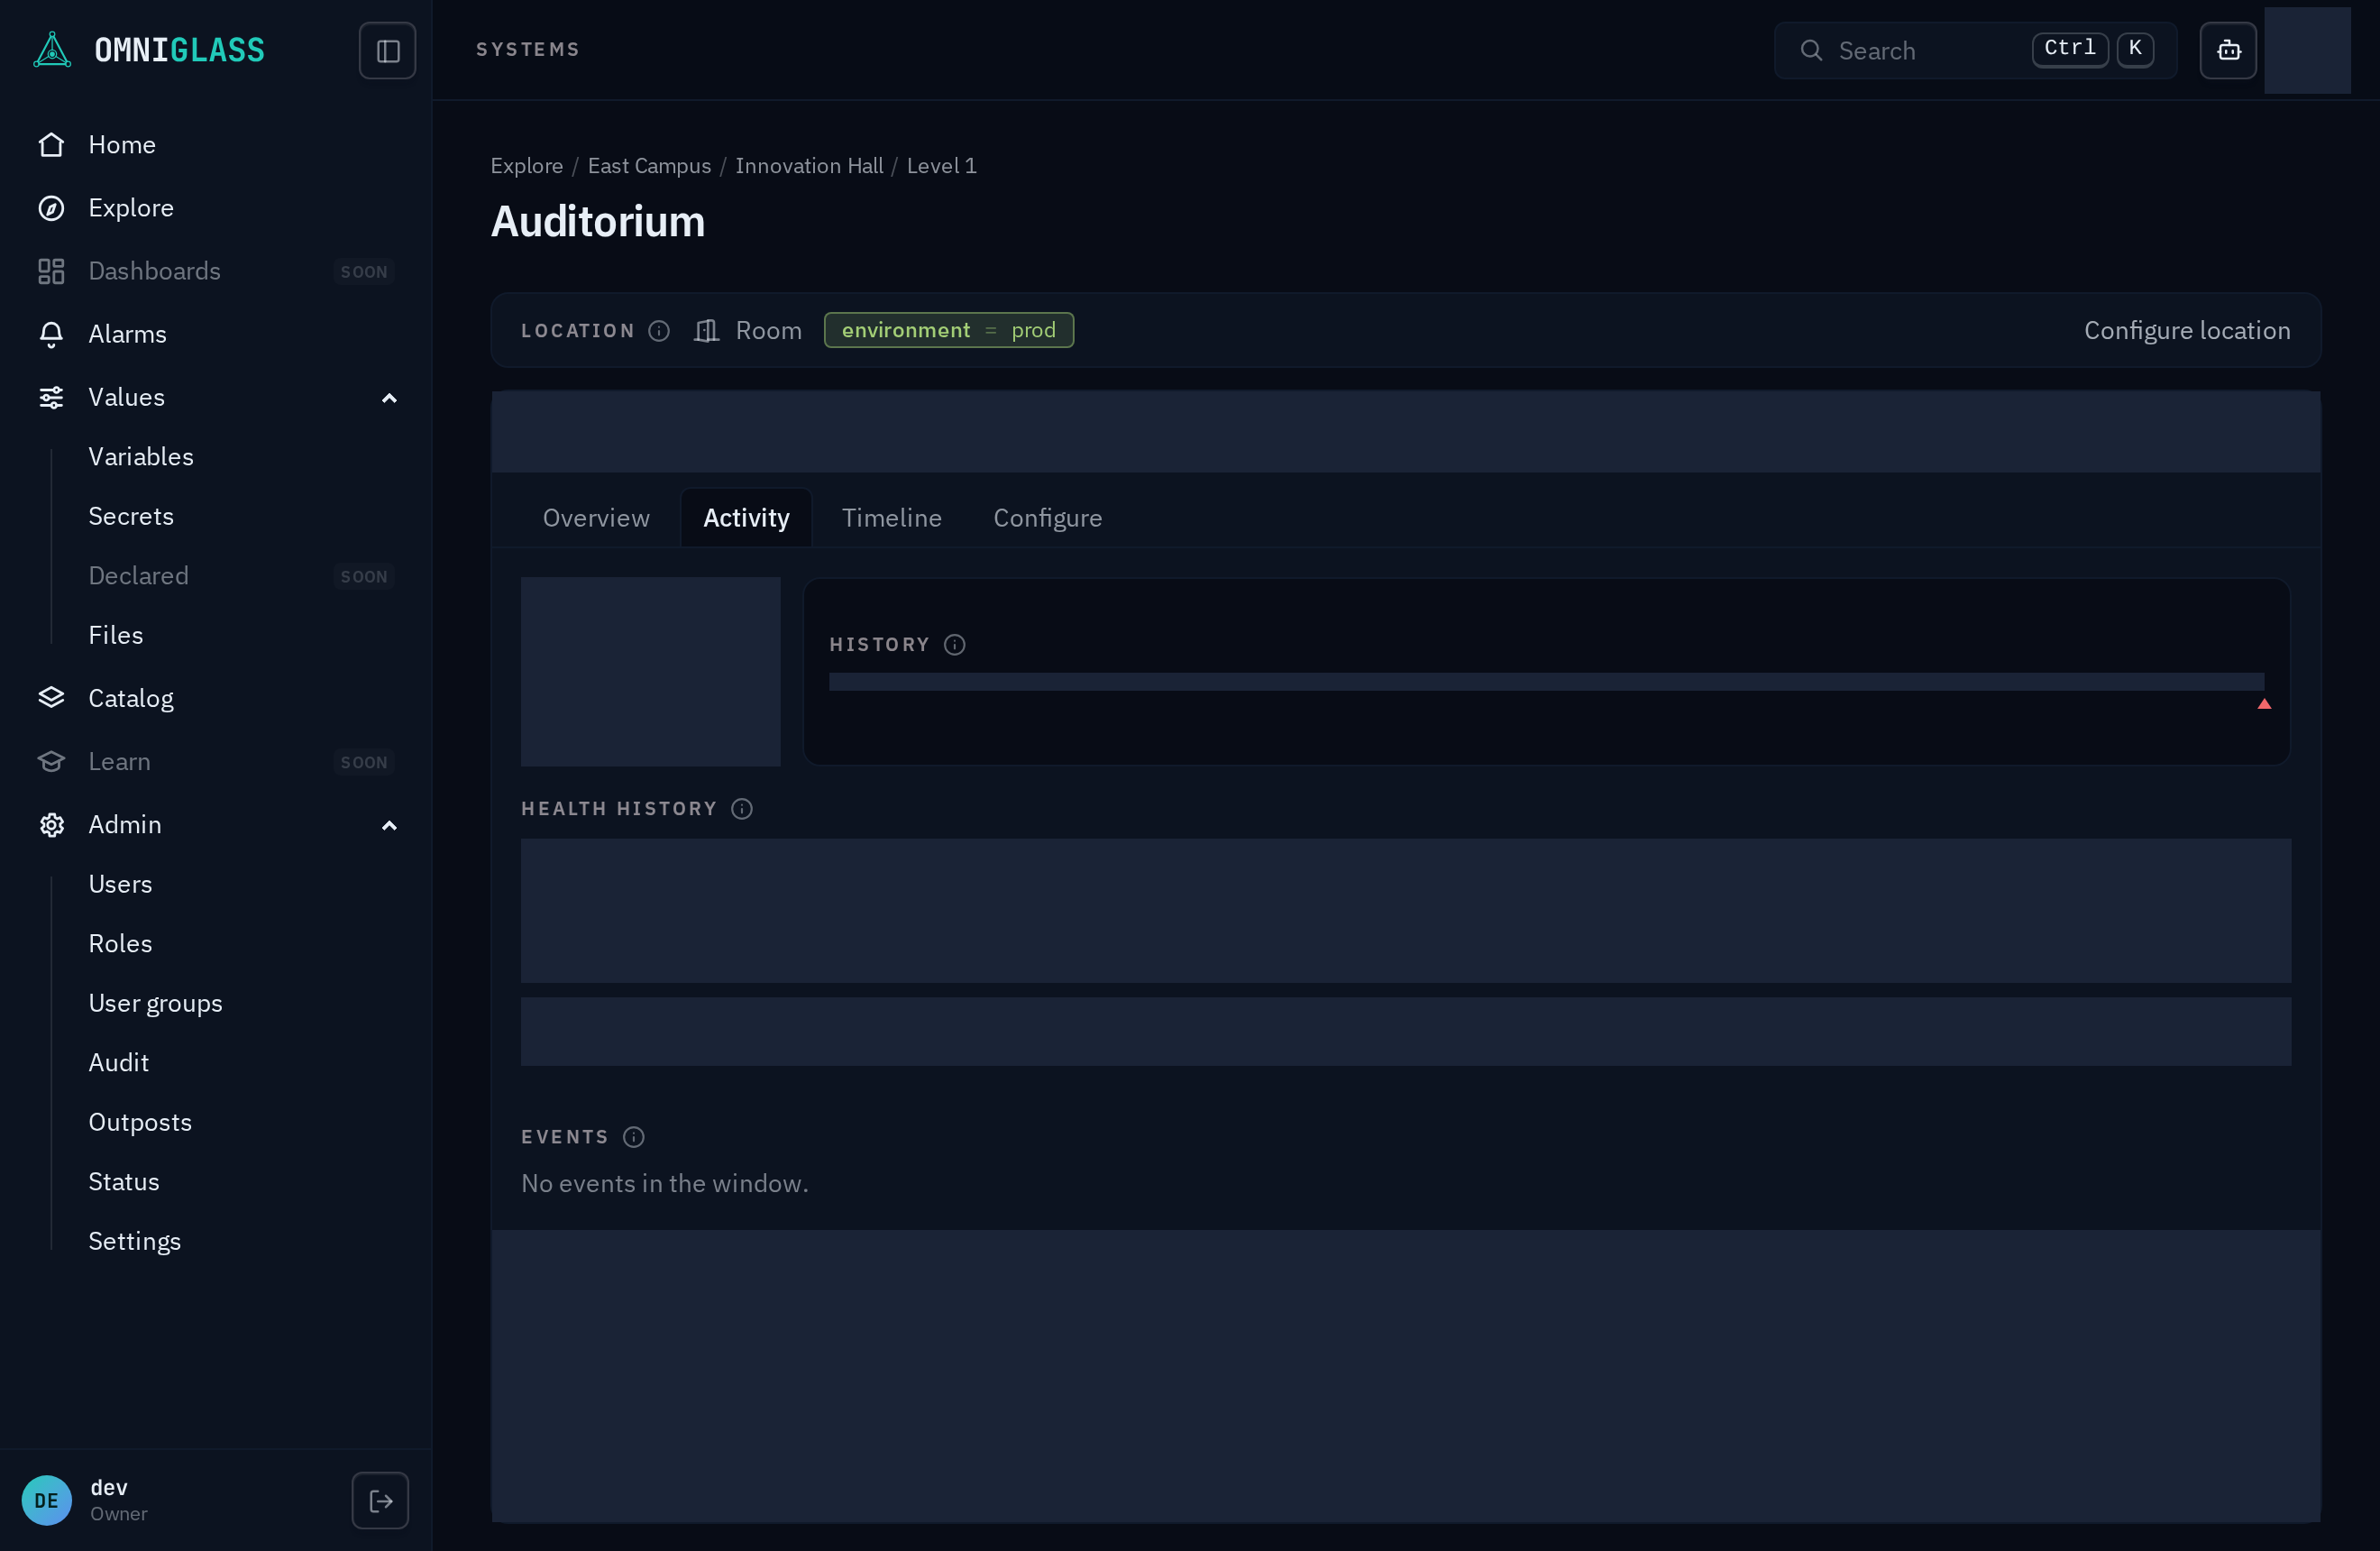 OMNIGLASS
SYSTEMS
Search Ctrl K
Home
Explore
Dashboards SOON
Alarms
Values
Variables
Secrets
Declared SOON
Files
Catalog
Learn SOON
Admin
Users
Roles
User groups
Audit
Outposts
Status
Settings
DE dev
Owner
Explore / East Campus / Innovation Hall / Level 1
Auditorium
LOCATION Room environment = prod Configure location
Overview Activity Timeline Configure
HISTORY
HEALTH HISTORY
EVENTS
No events in the window.